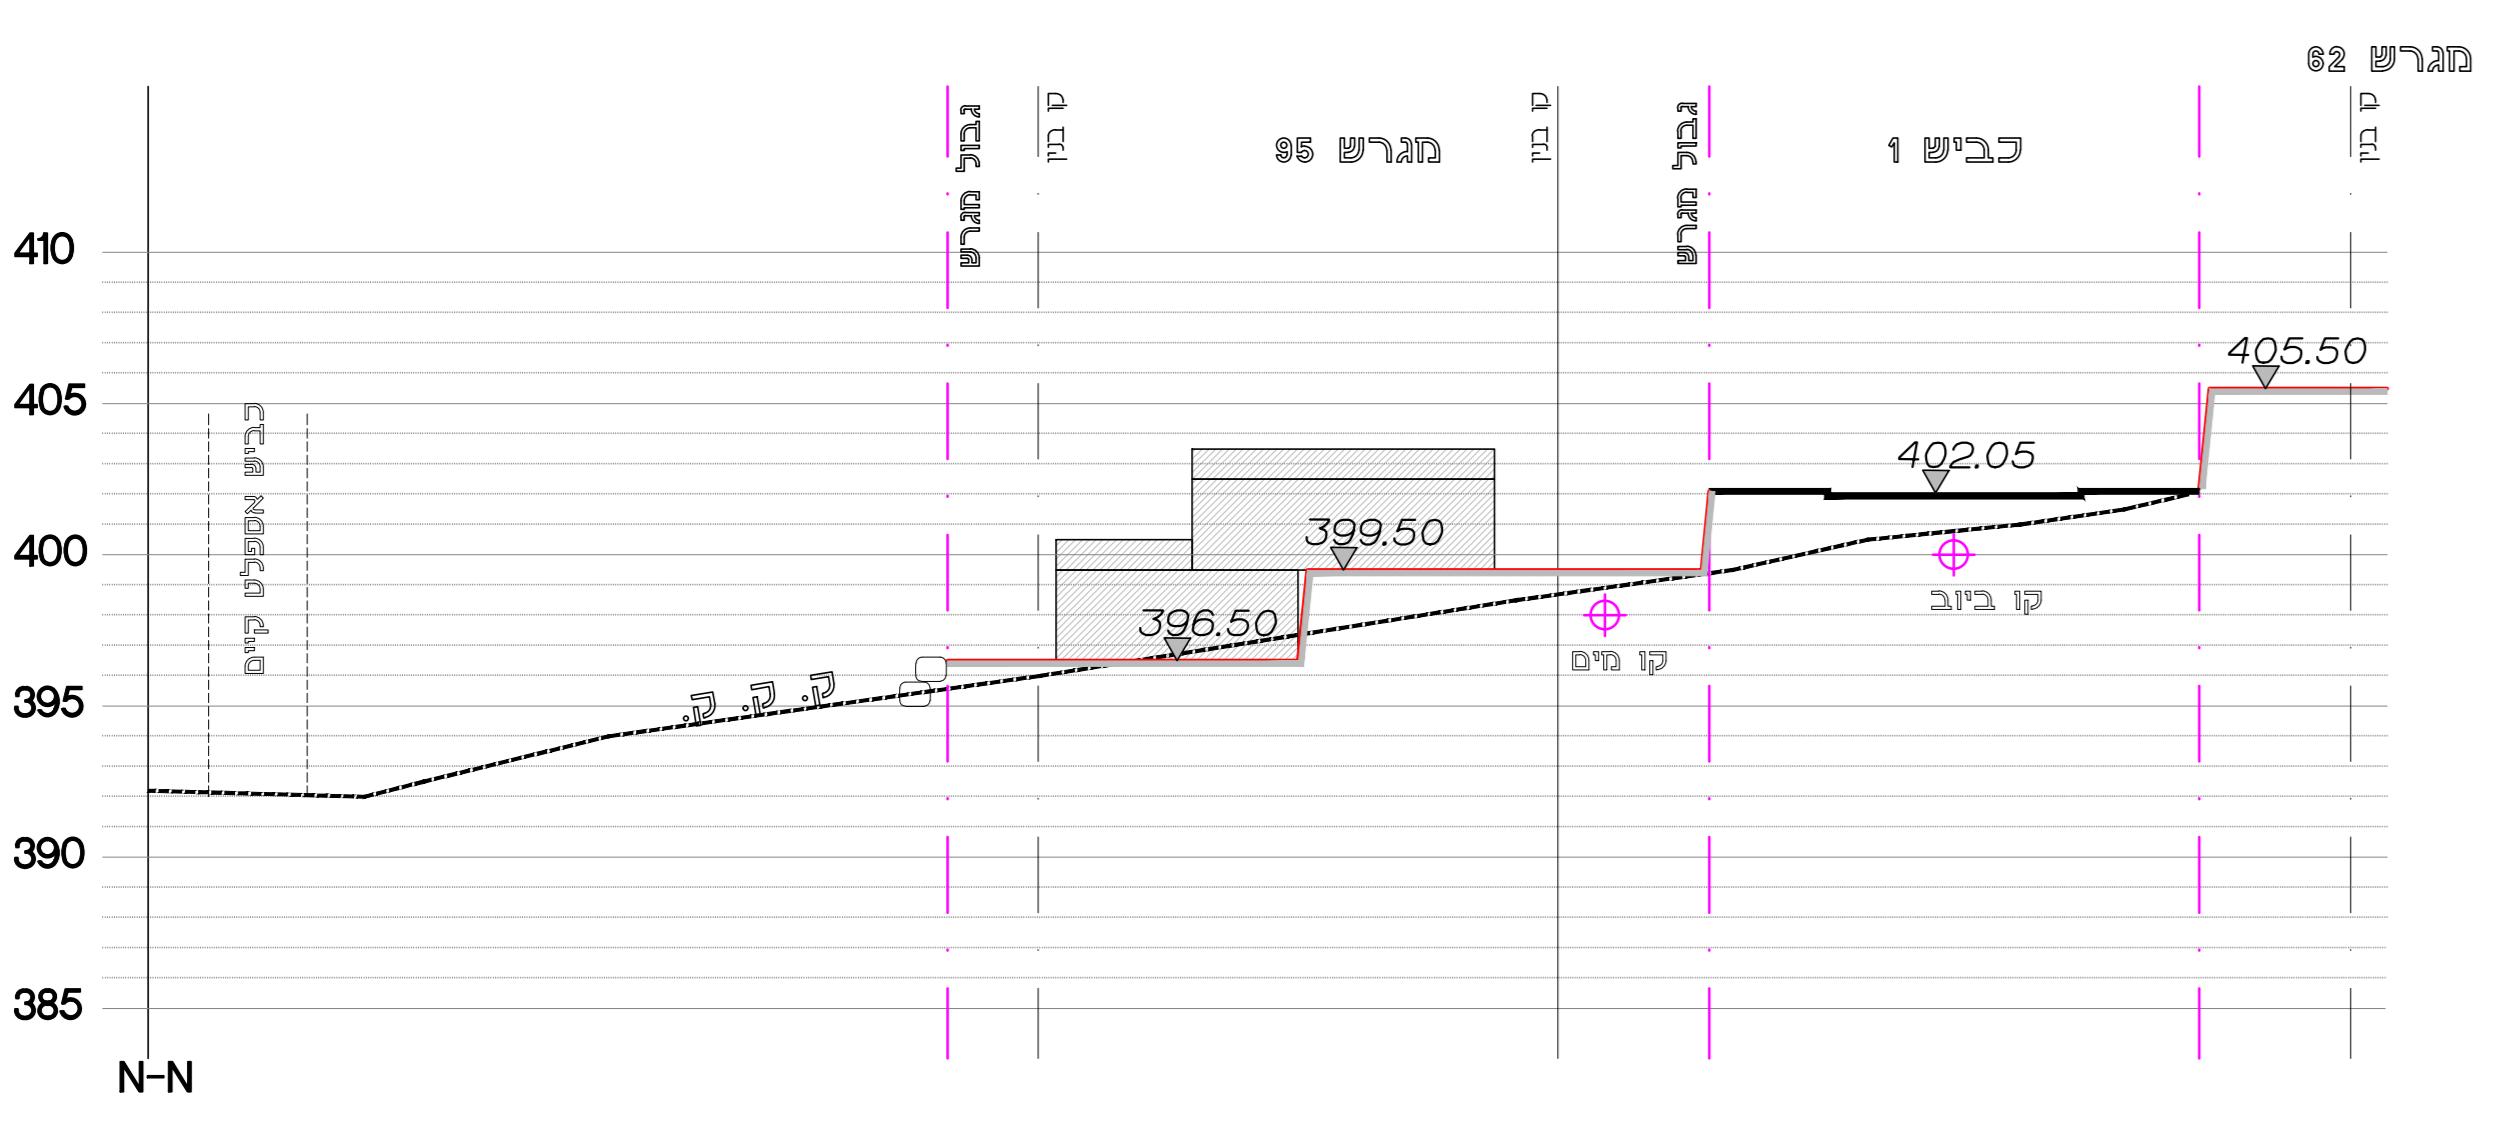 מגרש 62
גבול מגרש
קו בנין
מגרש 95
קו בנין
גבול מגרש
כביש 1
קו בנין
410
405
400
395
390
385
405.50
402.05
399.50
396.50
כביש אספלט קיים
ק. ק. ק.
קו ביוב
קו מים
N-N